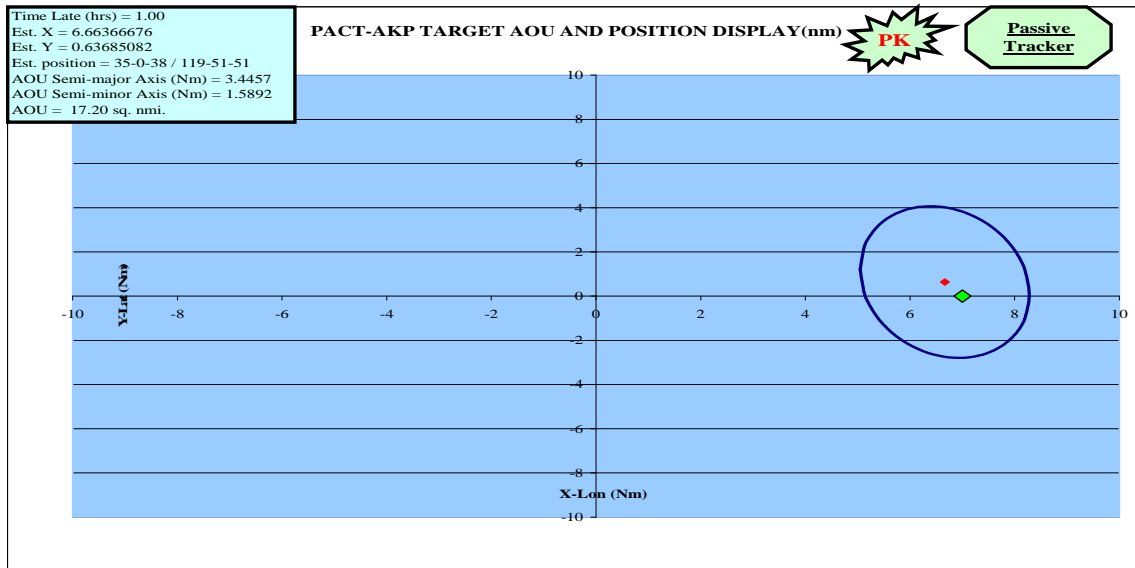 Time Late (hrs) = 1.00
Est. X = 6.66366676
Est. Y = 0.63685082
Est. position = 35-0-38 / 119-51-51
AOU Semi-major Axis (Nm) = 3.4457
AOU Semi-minor Axis (Nm) = 1.5892
AOU = 17.20 sq. nmi.
PACT-AKP TARGET AOU AND POSITION DISPLAY(nm)
PK
Passive
Tracker
10
8
6
4
2
0
-2
-4
-6
-8
-10
-10
-8
-6
-4
-2
0
2
4
6
8
10
Y-Lat (Nm)
X-Lon (Nm)